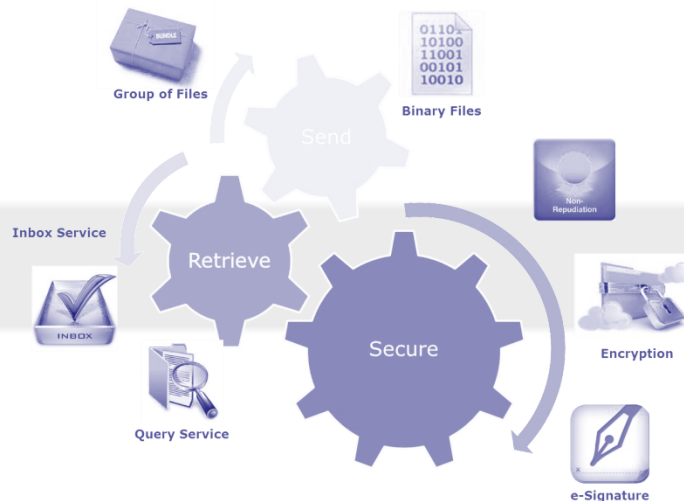 BUNDLE
Group of Files
01101
10100
11001
00101
10010
Binary Files
Send
Non-
Repudiation
Inbox Service
Retrieve
INBOX
Secure
Encryption
Query Service
e-Signature